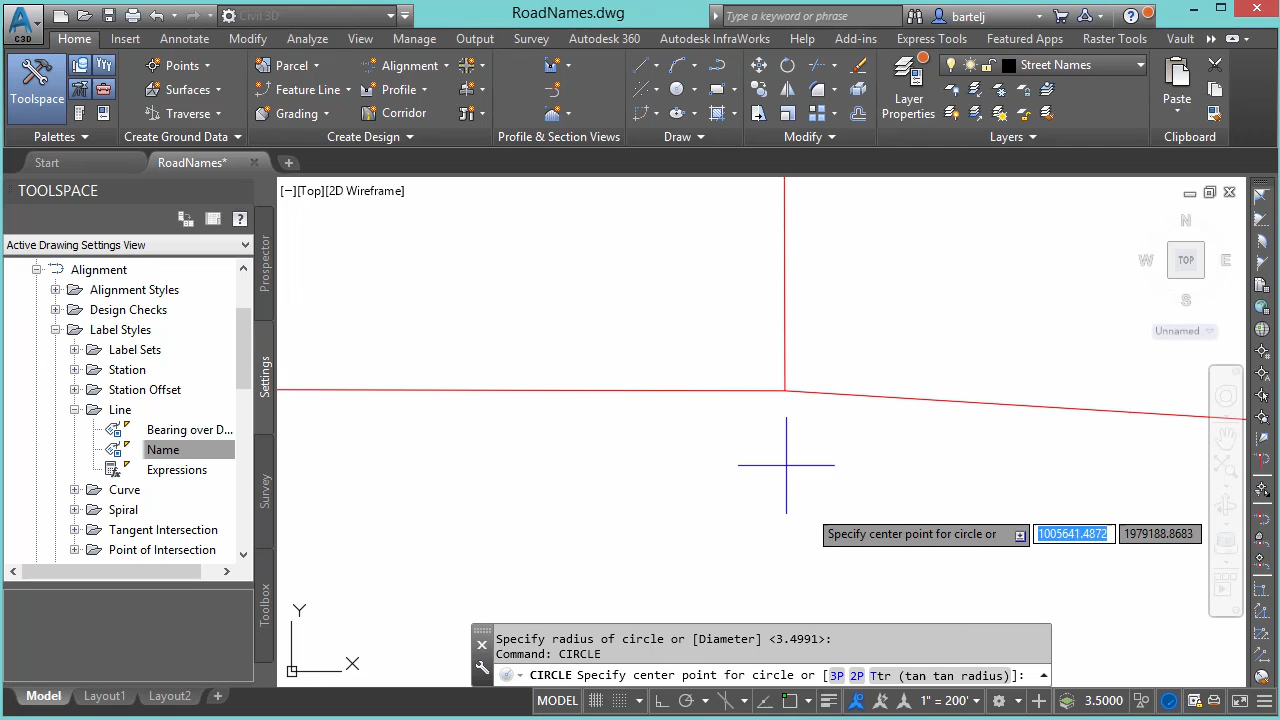 RoadNames.dwg
C3D
Civil 3D
Type a keyword or phrase
bartelj
Home Insert Annotate Modify Analyze View Manage Output Survey Autodesk 360 Autodesk InfraWorks Help Add-ins Express Tools Featured Apps Raster Tools Vault
Toolspace
Points
Surfaces
Traverse
Parcel
Feature Line
Grading
Alignment
Profile
Corridor
Layer
Properties
Street Names
Paste
Palettes
Create Ground Data
Create Design
Profile & Section Views
Draw
Modify
Layers
Clipboard
Start
RoadNames*
TOOLSPACE
Active Drawing Settings View
Alignment
Alignment Styles
Design Checks
Label Styles
Label Sets
Station
Station Offset
Line
Bearing over D...
Name
Expressions
Curve
Spiral
Tangent Intersection
Point of Intersection
Prospector
Settings
Survey
Toolbox
[−][Top][2D Wireframe]
N
W TOP E
S
Unnamed
Specify center point for circle or 1005641.4872 1979188.8683
Y
X
Specify radius of circle or [Diameter] <3.4991>:
Command: CIRCLE
CIRCLE Specify center point for circle or [3P 2P Ttr (tan tan radius)]:
Model Layout1 Layout2
MODEL
1" = 200'
3.5000